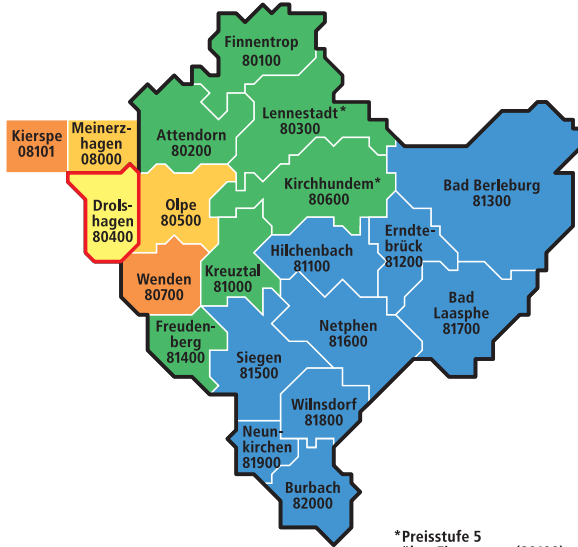 Finnentrop
80100
Lennestadt*
80300
Attendorn
80200
Kierspe
08101
Meinerz-
hagen
08000
Kirchhundem*
80600
Bad Berleburg
81300
Drols-
hagen
80400
Olpe
80500
Erndte-
brück
81200
Hilchenbach
81100
Kreuztal
81000
Wenden
80700
Bad
Laasphe
81700
Netphen
81600
Freuden-
berg
81400
Siegen
81500
Wilnsdorf
81800
Neun-
kirchen
81900
Burbach
82000
*Preisstufe 5